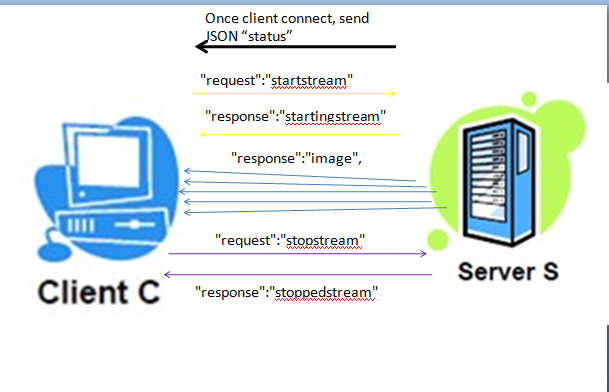 Once client connect, send
JSON “status”
"request":"startstream"
"response":"startingstream"
"response":"image",
"request":"stopstream"
Server S
Client C
"response":"stoppedstream"